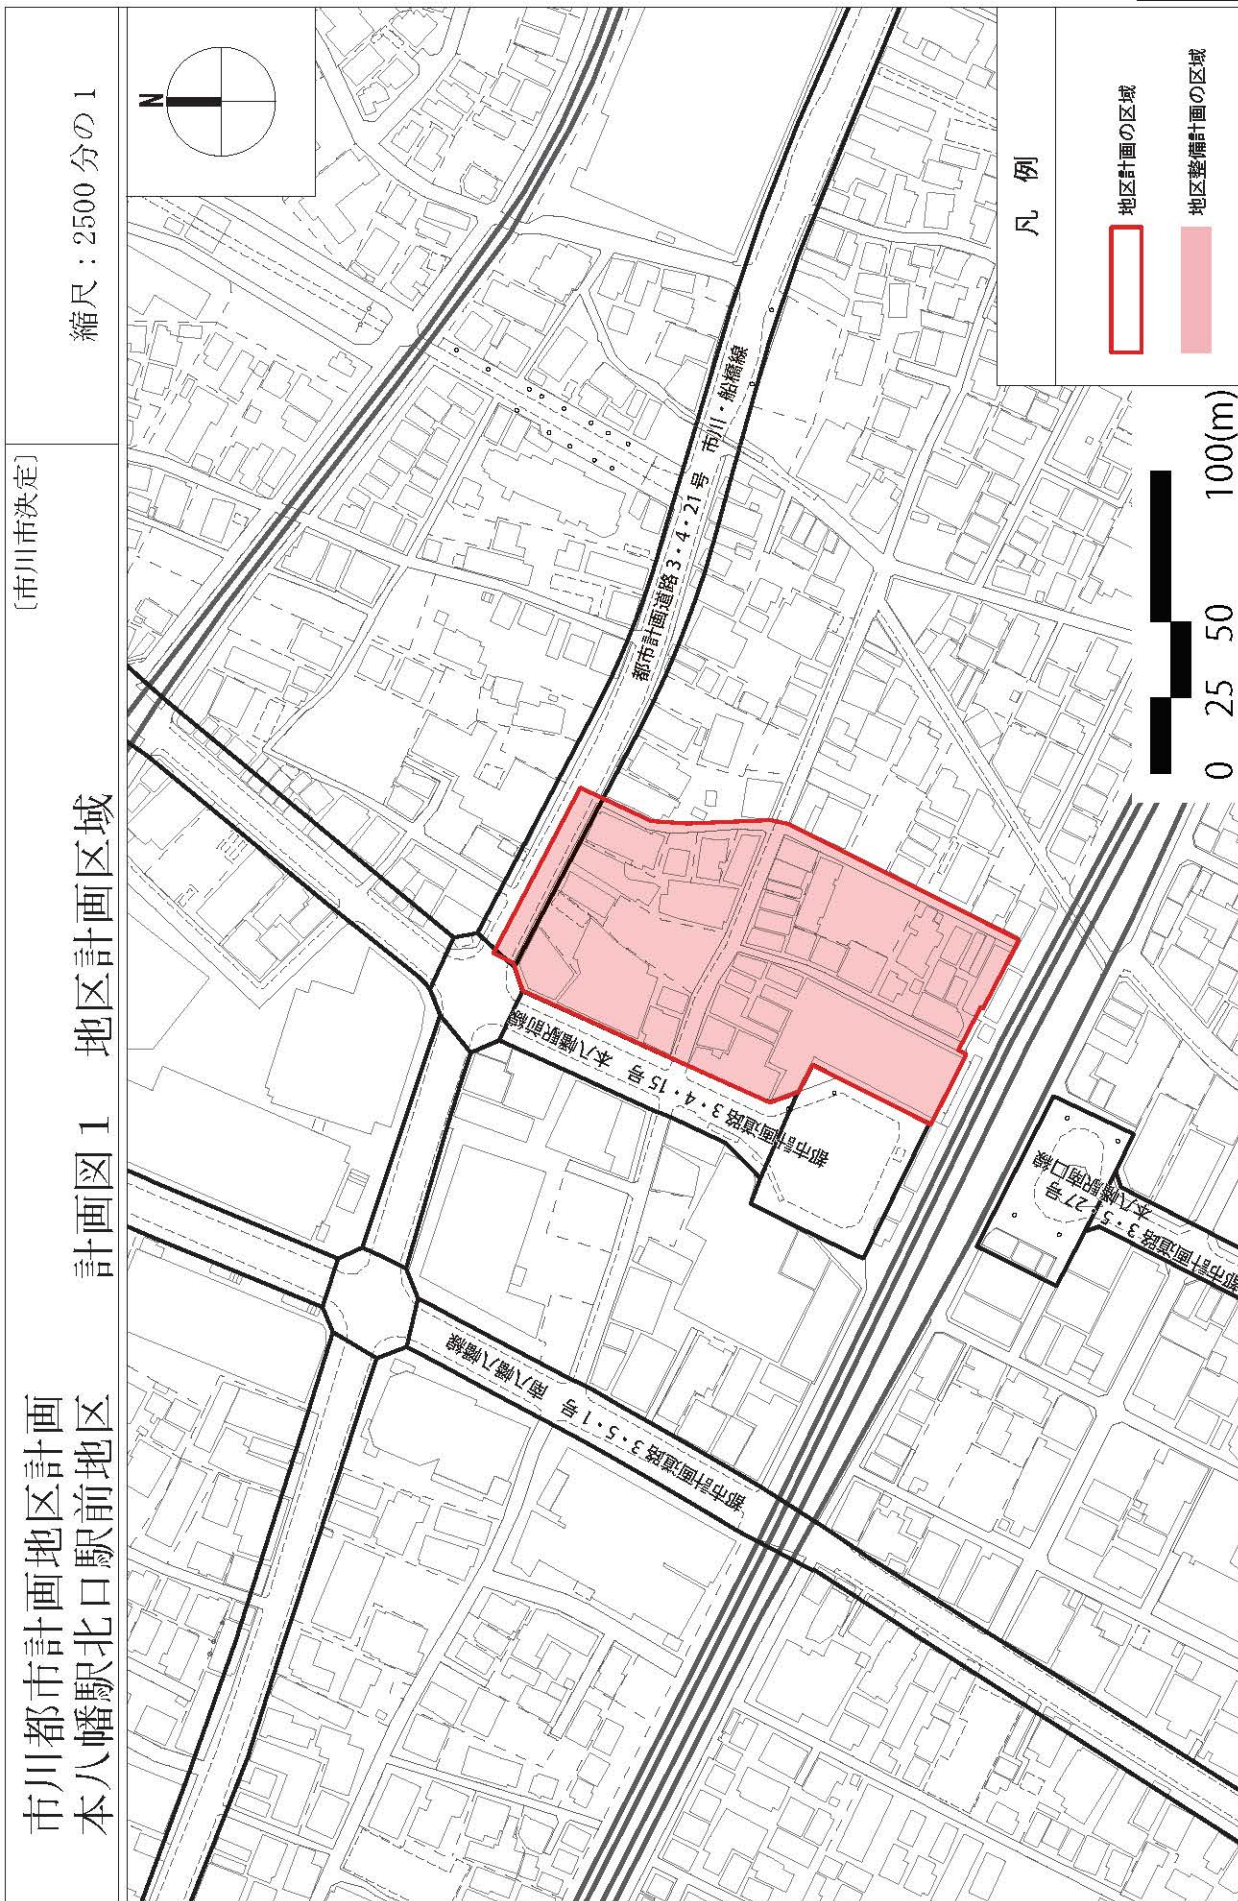 市川都市計画地区計画
本八幡駅北口駅前地区
計画図1　地区計画区域
〔市川市決定〕
縮尺：2500分の1
N
都市計画道路3・4・21号　市川・船橋線
都市計画道路3・4・15号　本八幡駅前線
都市計画道路3・5・1号　南八幡八幡線
都市計画道路3・5・27号
本八幡駅南口線
凡　例
地区計画の区域
地区整備計画の区域
0 25 50 100(m)